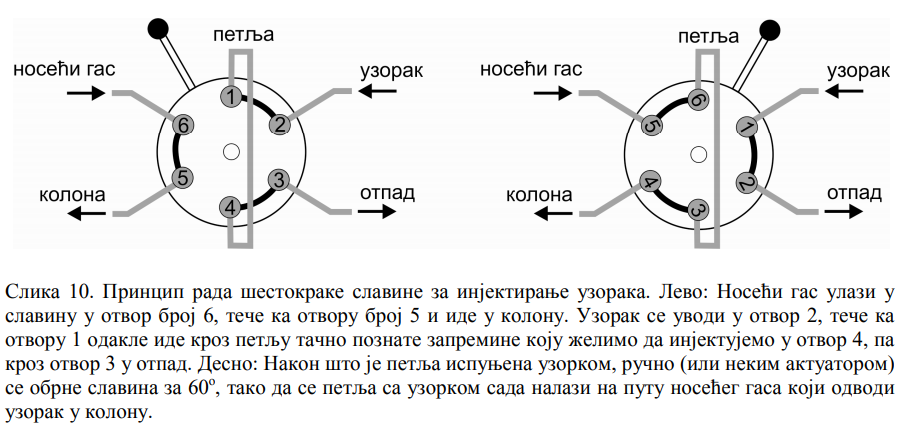 петља
носећи гас
узорак
1
2
6
5
3
4
колона
отпад
петља
носећи гас
узорак
6
5
1
4
2
3
колона
отпад
Слика 10. Принцип рада шестокраке славине за инјектирање узорака. Лево: Носећи гас улази у
славину у отвор број 6, тече ка отвору број 5 и иде у колону. Узорак се уводи у отвор 2, тече ка
отвору 1 одакле иде кроз петљу тачно познате запремине коју желимо да инјектујемо у отвор 4, па
кроз отвор 3 у отпад. Десно: Након што је петља испуњена узорком, ручно (или неким актуатором)
се обрне славина за 60º, тако да се петља са узорком сада налази на путу носећег гаса који одводи
узорак у колону.